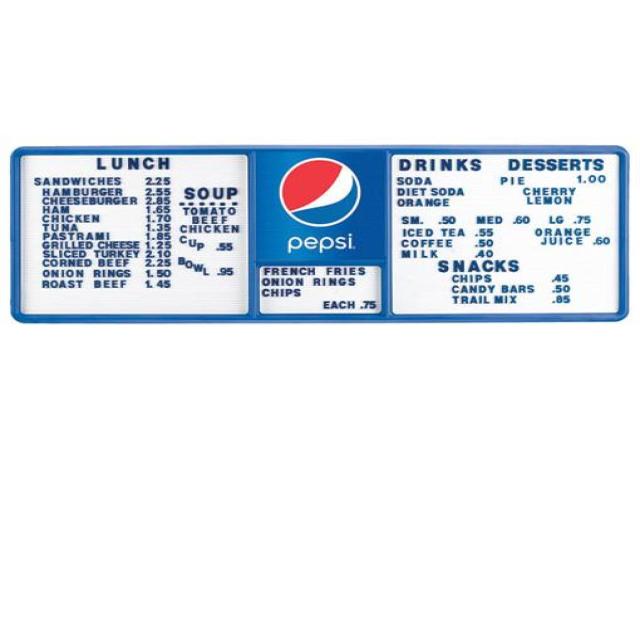 LUNCH
SANDWICHES 2.25
HAMBURGER 2.55
CHEESEBURGER 2.85
HAM 1.65
CHICKEN 1.70
TUNA 1.35
PASTRAMI 1.85
GRILLED CHEESE 1.25
SLICED TURKEY 2.10
CORNED BEEF 2.25
ONION RINGS 1.50
ROAST BEEF 1.45
SOUP
TOMATO
BEEF
CHICKEN
CUP .55
BOWL .95
pepsi
FRENCH FRIES
ONION RINGS
CHIPS
EACH .75
DRINKS DESSERTS
SODA PIE 1.00
DIET SODA CHERRY
ORANGE LEMON
SM. .50 MED .60 LG .75
ICED TEA .55 ORANGE
COFFEE .50 JUICE .60
MILK .40
SNACKS
CHIPS .45
CANDY BARS .50
TRAIL MIX .85